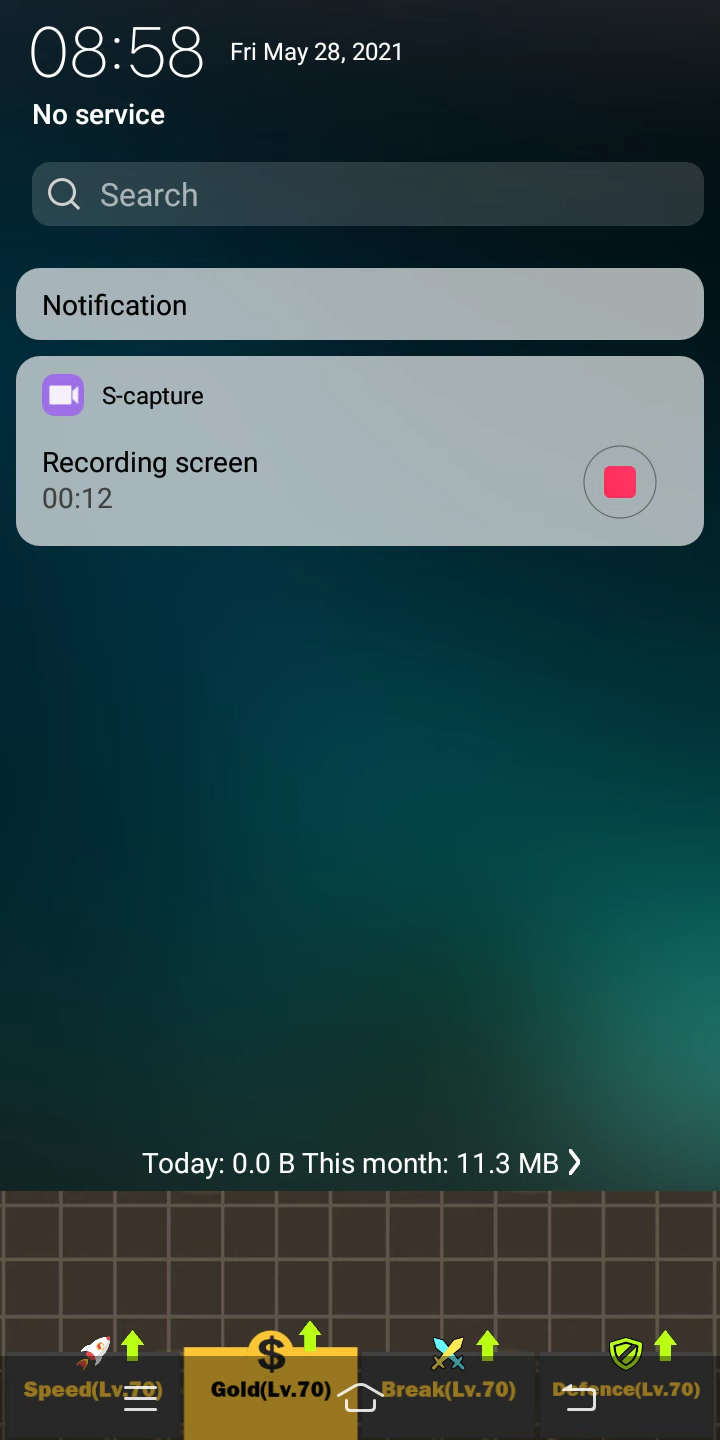 08:58 Fri May 28, 2021
No service
Search
Notification
S-capture
Recording screen
00:12
Today: 0.0 B This month: 11.3 MB
Speed(Lv.70) Gold(Lv.70) Break(Lv.70) Defence(Lv.70)